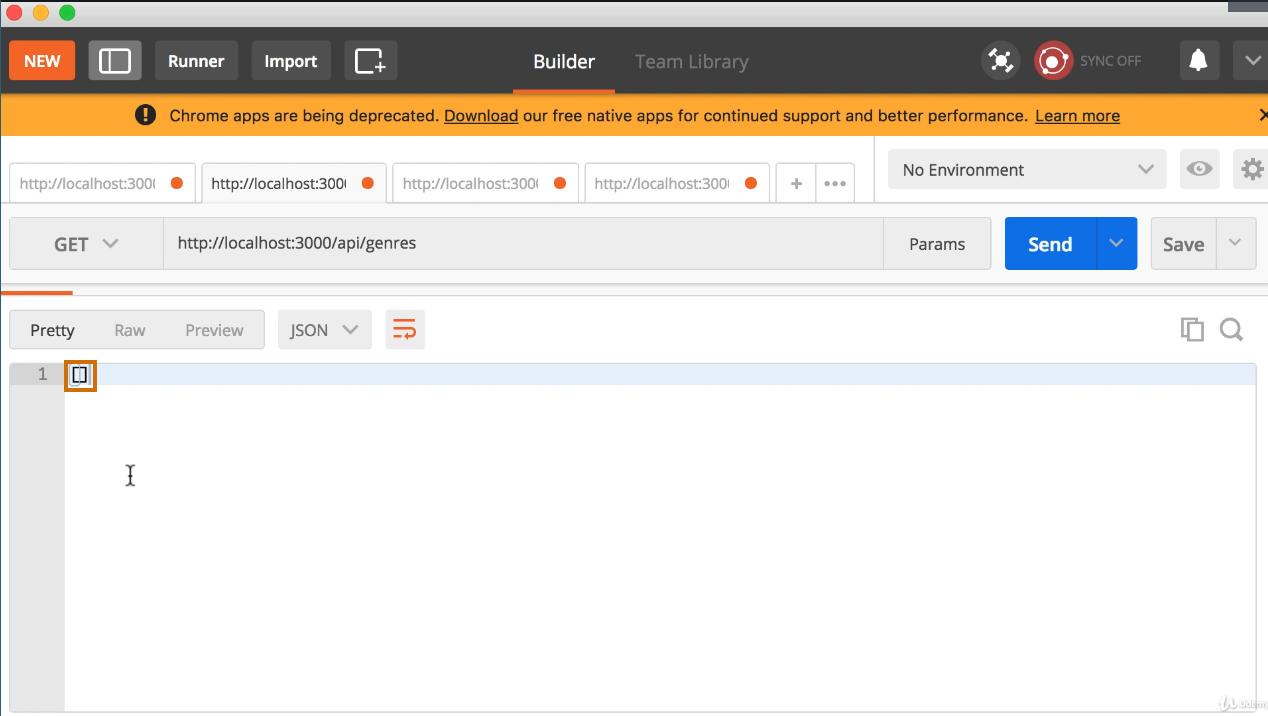 NEW Runner Import Builder Team Library SYNC OFF
Chrome apps are being deprecated. Download our free native apps for continued support and better performance. Learn more
http://localhost:300( http://localhost:300( http://localhost:300( http://localhost:300( + ••• No Environment
GET http://localhost:3000/api/genres Params Send Save
Pretty Raw Preview JSON
1 []
Udemy